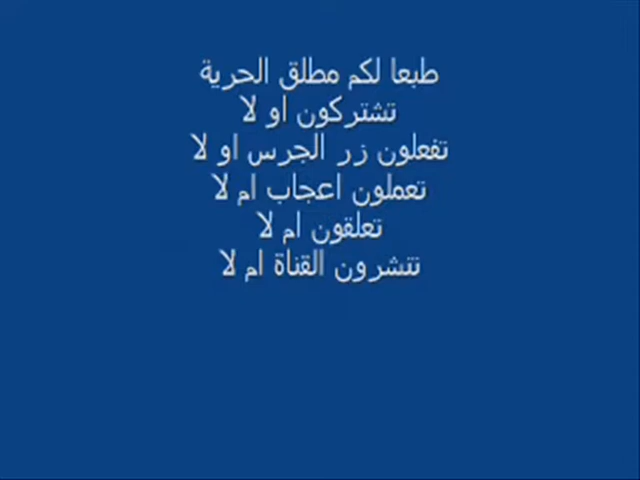 طبعا لكم مطلق الحرية
تشتركون او لا
تفعلون زر الجرس او لا
تعملون اعجاب ام لا
تعلقون ام لا
تنشرون القناة ام لا